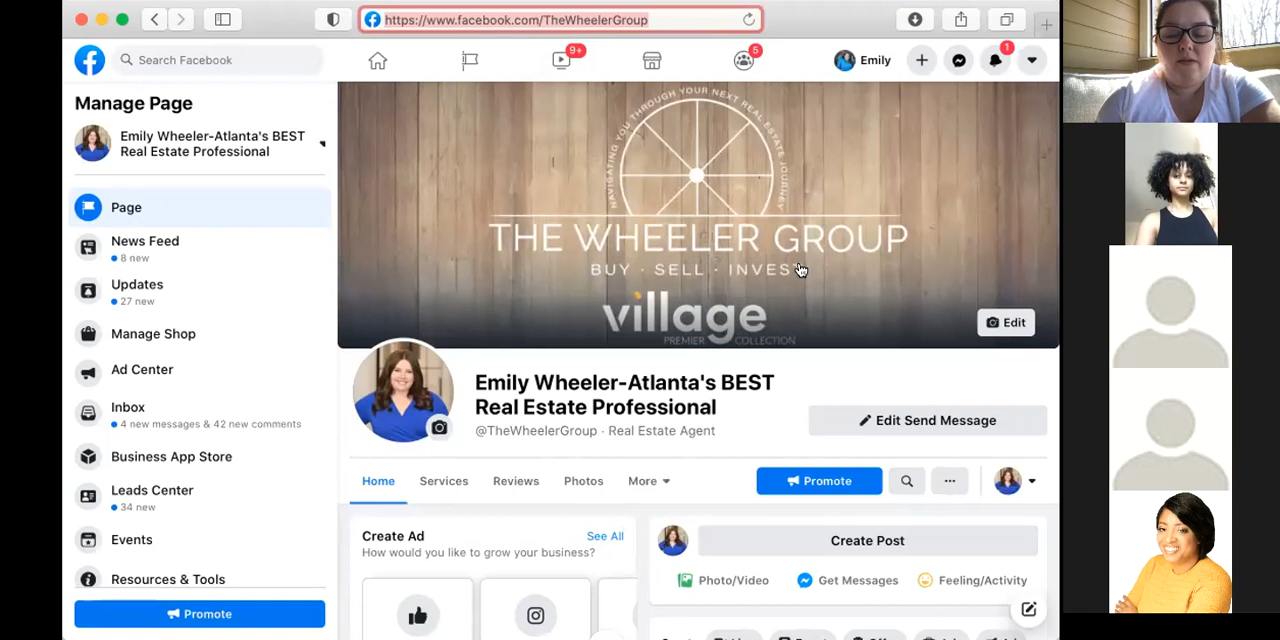 https://www.facebook.com/TheWheelerGroup
Search Facebook
9+
5
Emily
1
Manage Page
Emily Wheeler-Atlanta's BEST
Real Estate Professional
Page
News Feed
8 new
Updates
27 new
Manage Shop
Ad Center
Inbox
4 new messages & 42 new comments
Business App Store
Leads Center
34 new
Events
Resources & Tools
Promote
NAVIGATING YOU THROUGH YOUR NEXT REAL ESTATE JOURNEY
THE WHEELER GROUP
BUY · SELL · INVEST
village
PREMIER COLLECTION
Edit
Emily Wheeler-Atlanta's BEST
Real Estate Professional
@TheWheelerGroup · Real Estate Agent
Edit Send Message
Home Services Reviews Photos More
Promote
Create Ad See All
How would you like to grow your business?
Create Post
Photo/Video Get Messages Feeling/Activity